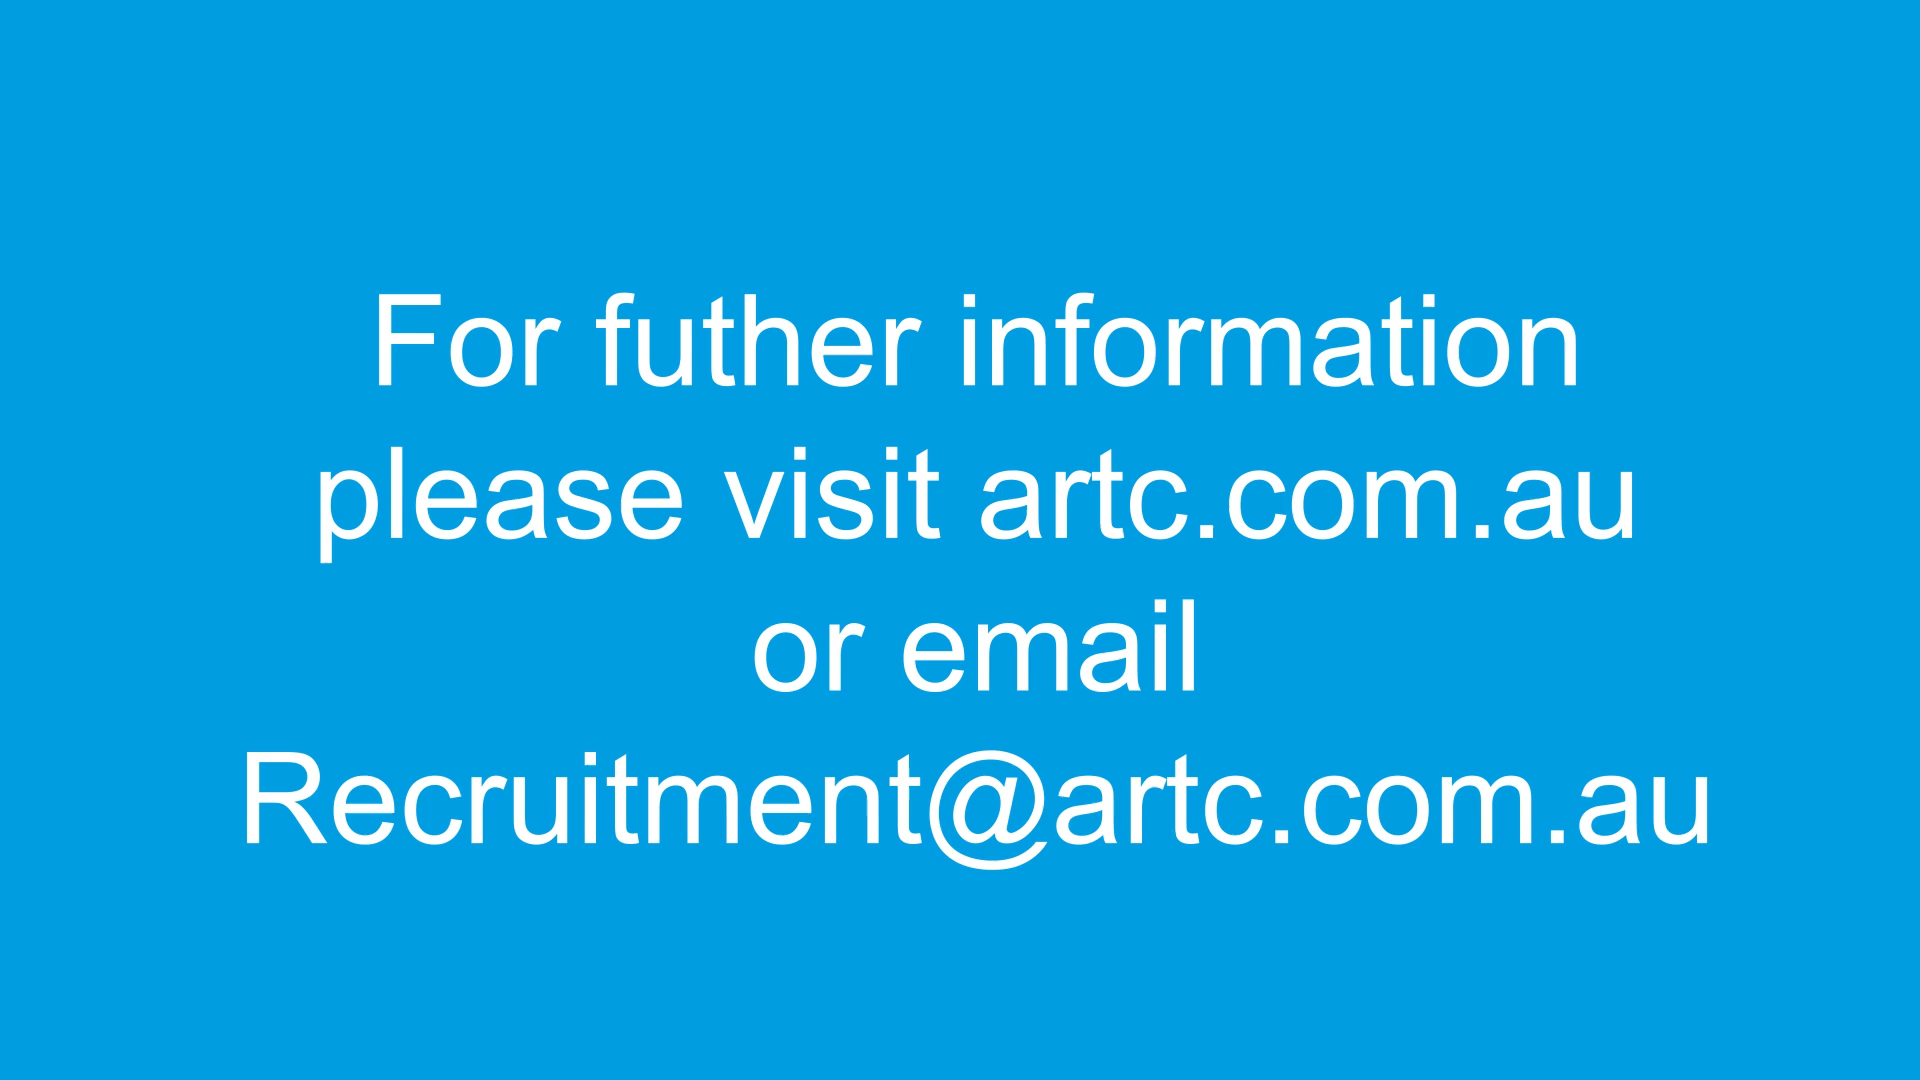 For futher information
please visit artc.com.au
or email
Recruitment@artc.com.au